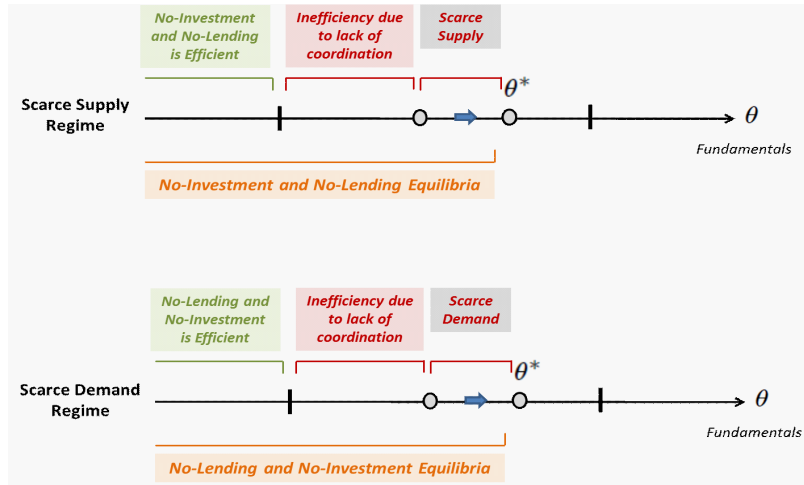 No-Investment
and No-Lending
is Efficient
Inefficiency due
to lack of
coordination
Scarce
Supply
θ*
Scarce Supply
Regime
θ
Fundamentals
No-Investment and No-Lending Equilibria
No-Lending and
No-Investment
is Efficient
Inefficiency due
to lack of
coordination
Scarce
Demand
θ*
Scarce Demand
Regime
θ
Fundamentals
No-Lending and No-Investment Equilibria